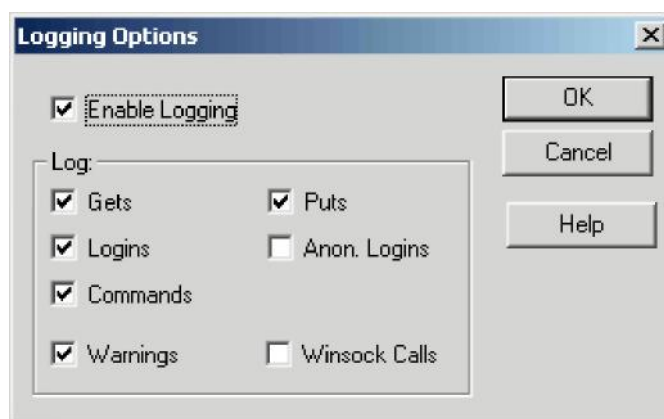 Logging Options
Enable Logging
OK
Cancel
Help
Log:
Gets
Puts
Logins
Anon. Logins
Commands
Warnings
Winsock Calls